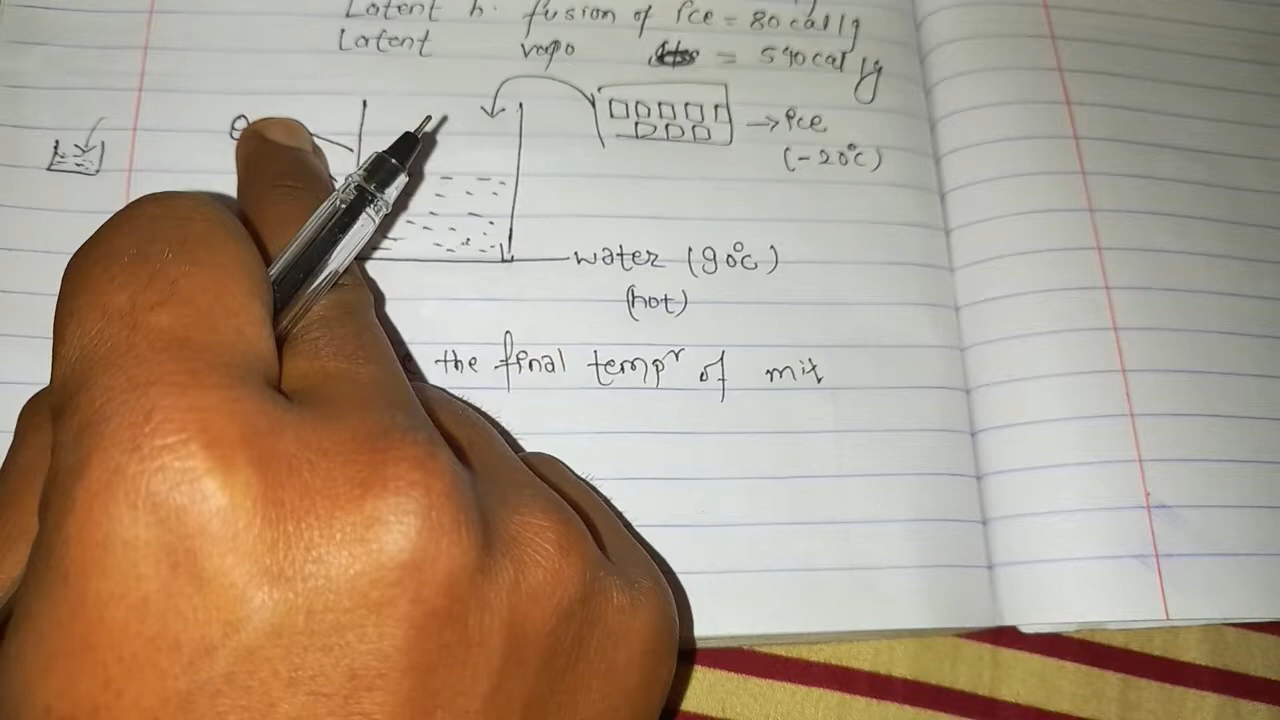 Latent h. fusion of Ice = 80 cal/g
Latent vapo = 540 cal/g
→ Ice
(-20°c)
water (90°c)
(hot)
the final tempr of mix